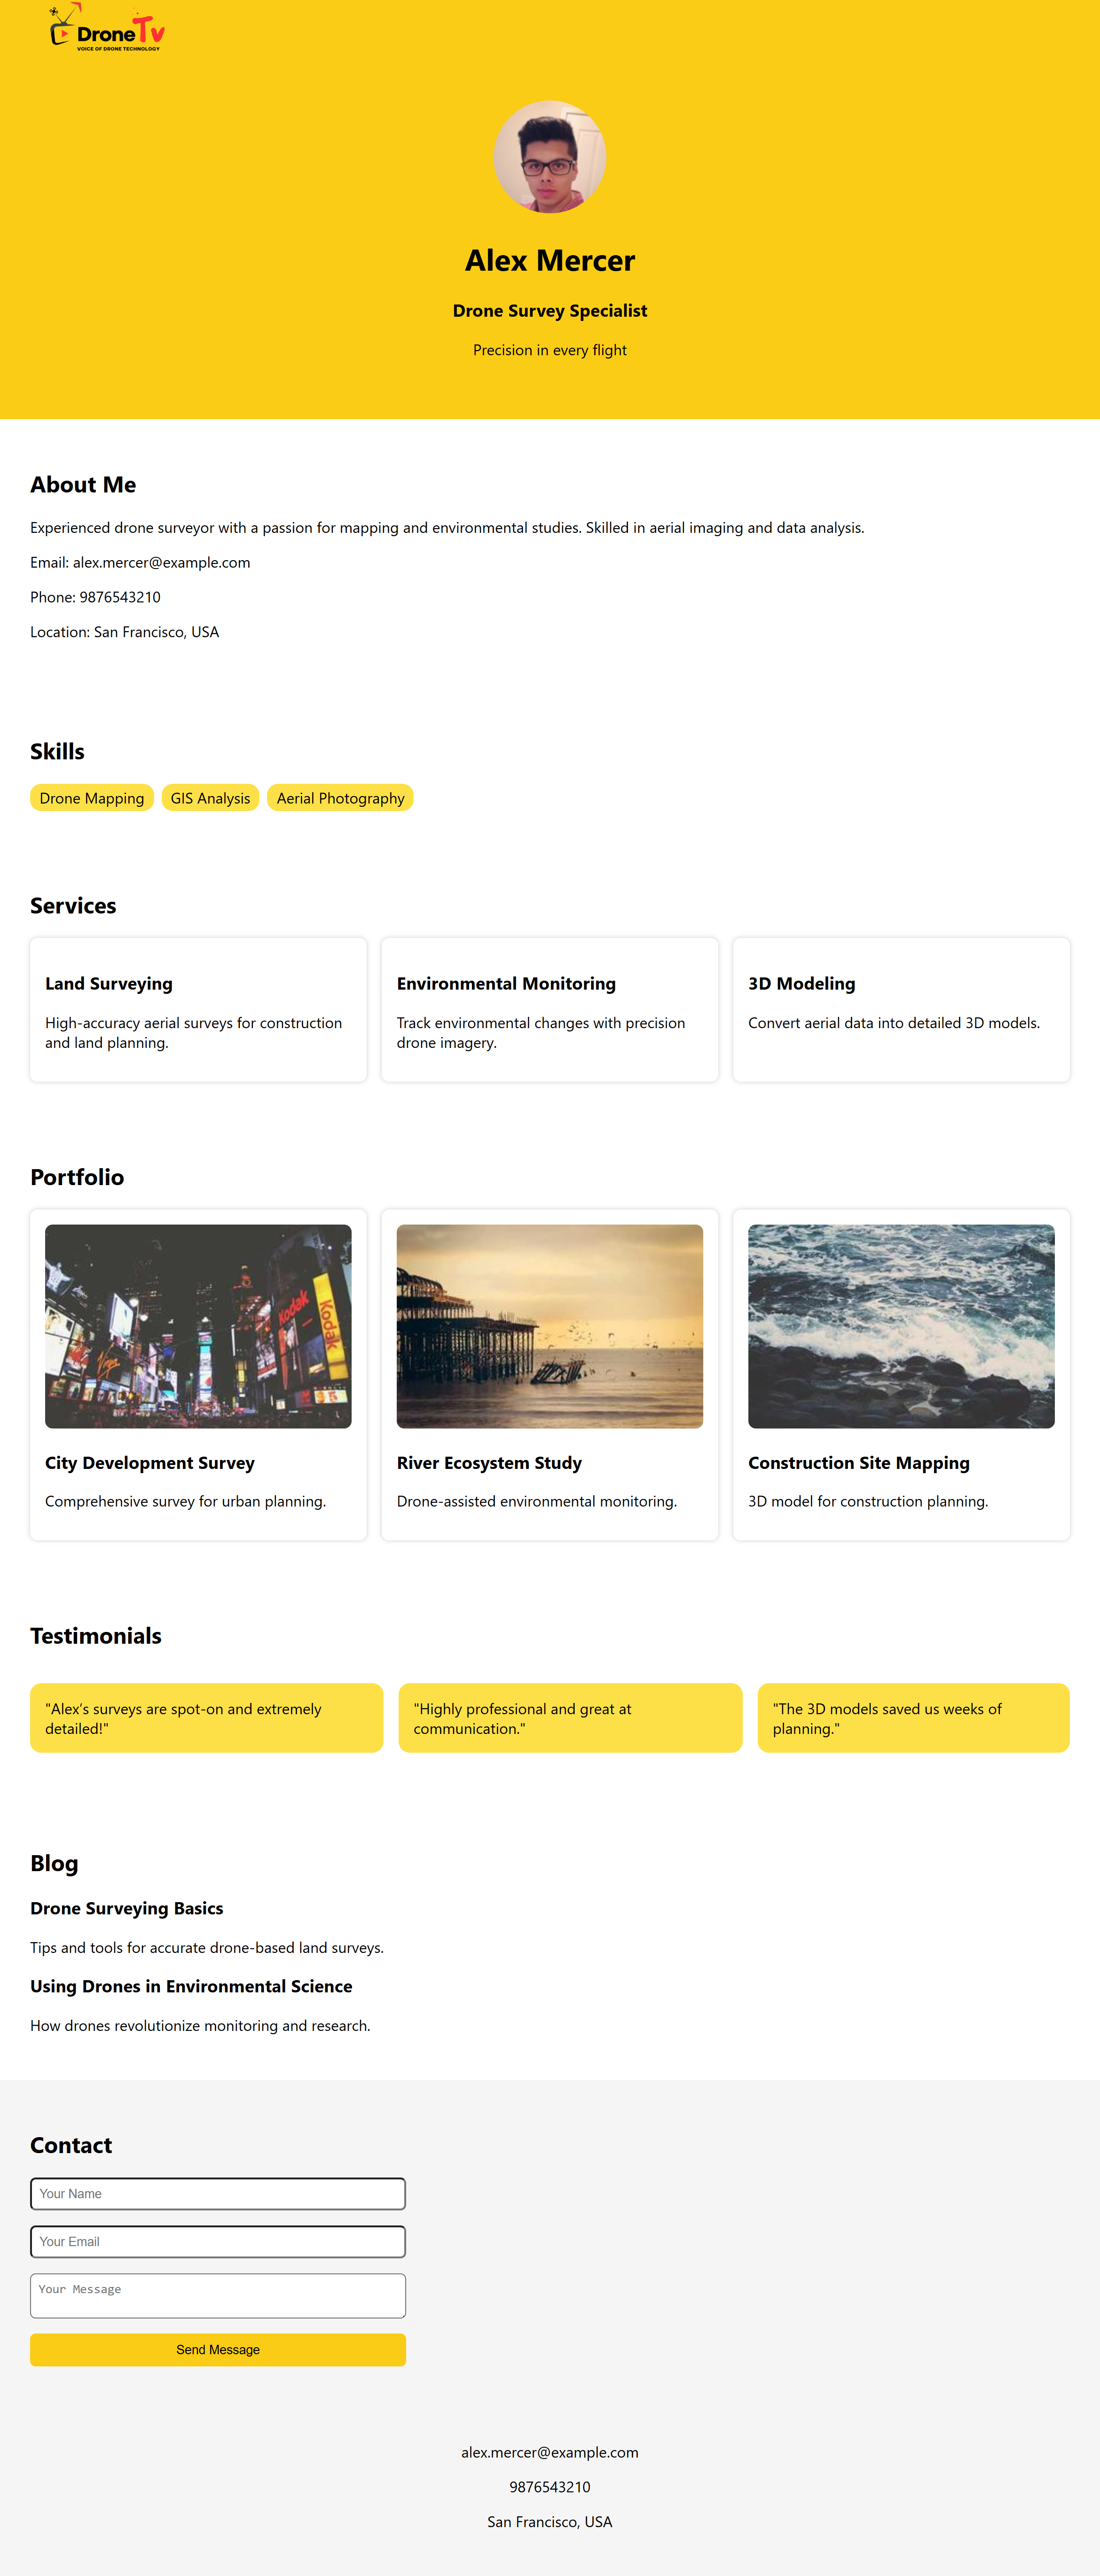 DroneTv
VOICE OF DRONE TECHNOLOGY
Alex Mercer
Drone Survey Specialist
Precision in every flight
About Me
Experienced drone surveyor with a passion for mapping and environmental studies. Skilled in aerial imaging and data analysis.
Email: alex.mercer@example.com
Phone: 9876543210
Location: San Francisco, USA
Skills
Drone Mapping
GIS Analysis
Aerial Photography
Services
Land Surveying
High-accuracy aerial surveys for construction
and land planning.
Environmental Monitoring
Track environmental changes with precision
drone imagery.
3D Modeling
Convert aerial data into detailed 3D models.
Portfolio
Virgin
Kodak
Kodak
City Development Survey
Comprehensive survey for urban planning.
River Ecosystem Study
Drone-assisted environmental monitoring.
Construction Site Mapping
3D model for construction planning.
Testimonials
"Alex’s surveys are spot-on and extremely
detailed!"
"Highly professional and great at
communication."
"The 3D models saved us weeks of
planning."
Blog
Drone Surveying Basics
Tips and tools for accurate drone-based land surveys.
Using Drones in Environmental Science
How drones revolutionize monitoring and research.
Contact
Your Name
Your Email
Your Message
Send Message
alex.mercer@example.com
9876543210
San Francisco, USA